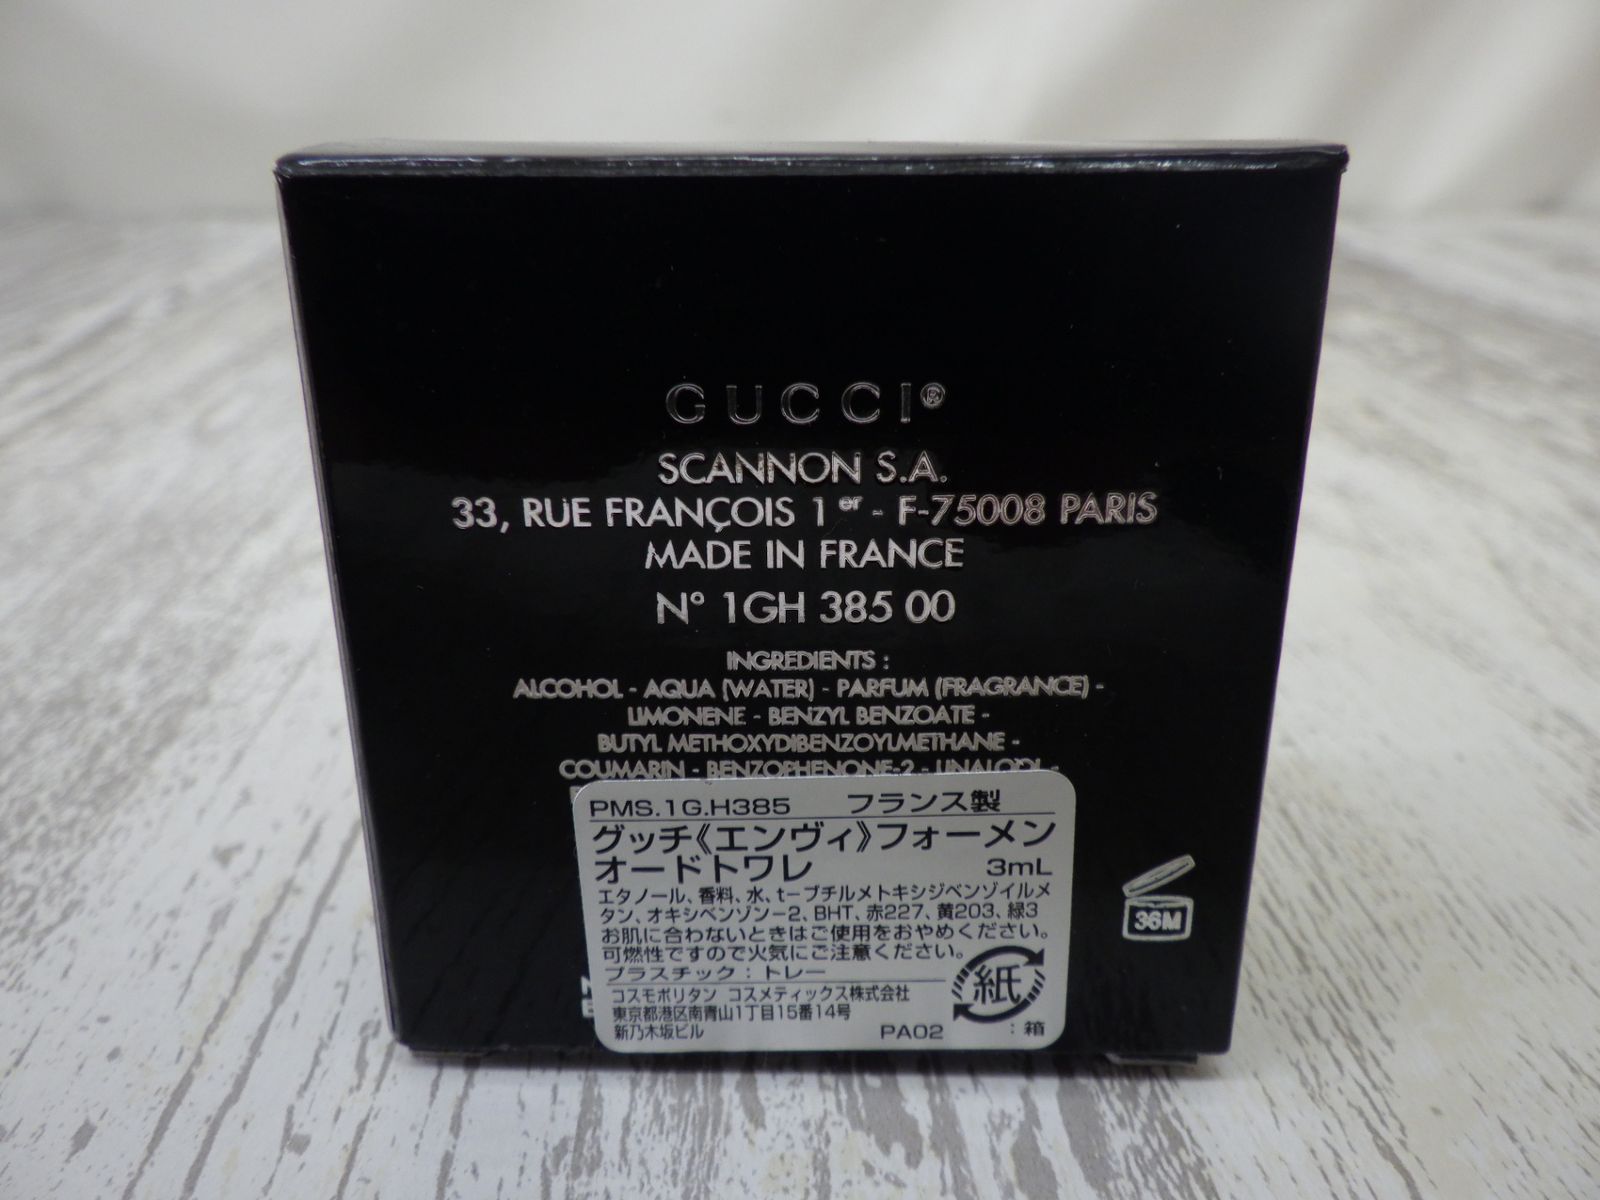 GUCCI®
SCANNON S.A.
33, RUE FRANÇOIS 1er - F-75008 PARIS
MADE IN FRANCE
N° 1GH 385 00
INGREDIENTS :
ALCOHOL - AQUA (WATER) - PARFUM (FRAGRANCE) -
LIMONENE - BENZYL BENZOATE -
BUTYL METHOXYDIBENZOYLMETHANE -
COUMARIN - BENZOPHENONE-2 - LINALOOL -
PMS.1G.H385 フランス製
グッチ《エンヴィ》フォーメン
オードトワレ 3mL
エタノール、香料、水、t-ブチルメトキシジベンゾイルメ
タン、オキシベンゾン-2、BHT、赤227、黄203、緑3
お肌に合わないときはご使用をおやめください。
可燃性ですので火気にご注意ください。
プラスチック：トレー
コスモポリタン コスメティックス株式会社
東京都港区南青山1丁目15番14号
新乃木坂ビル PA02
紙
：箱
36M